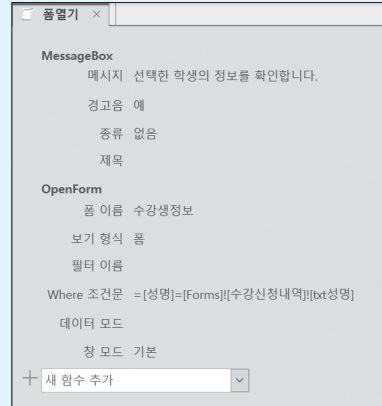 폼열기 ×
MessageBox
메시지 선택한 학생의 정보를 확인합니다.
경고음 예
종류 없음
제목
OpenForm
폼 이름 수강생정보
보기 형식 폼
필터 이름
Where 조건문 =[성명]=[Forms]![수강신청내역]![txt성명]
데이터 모드
창 모드 기본
새 함수 추가